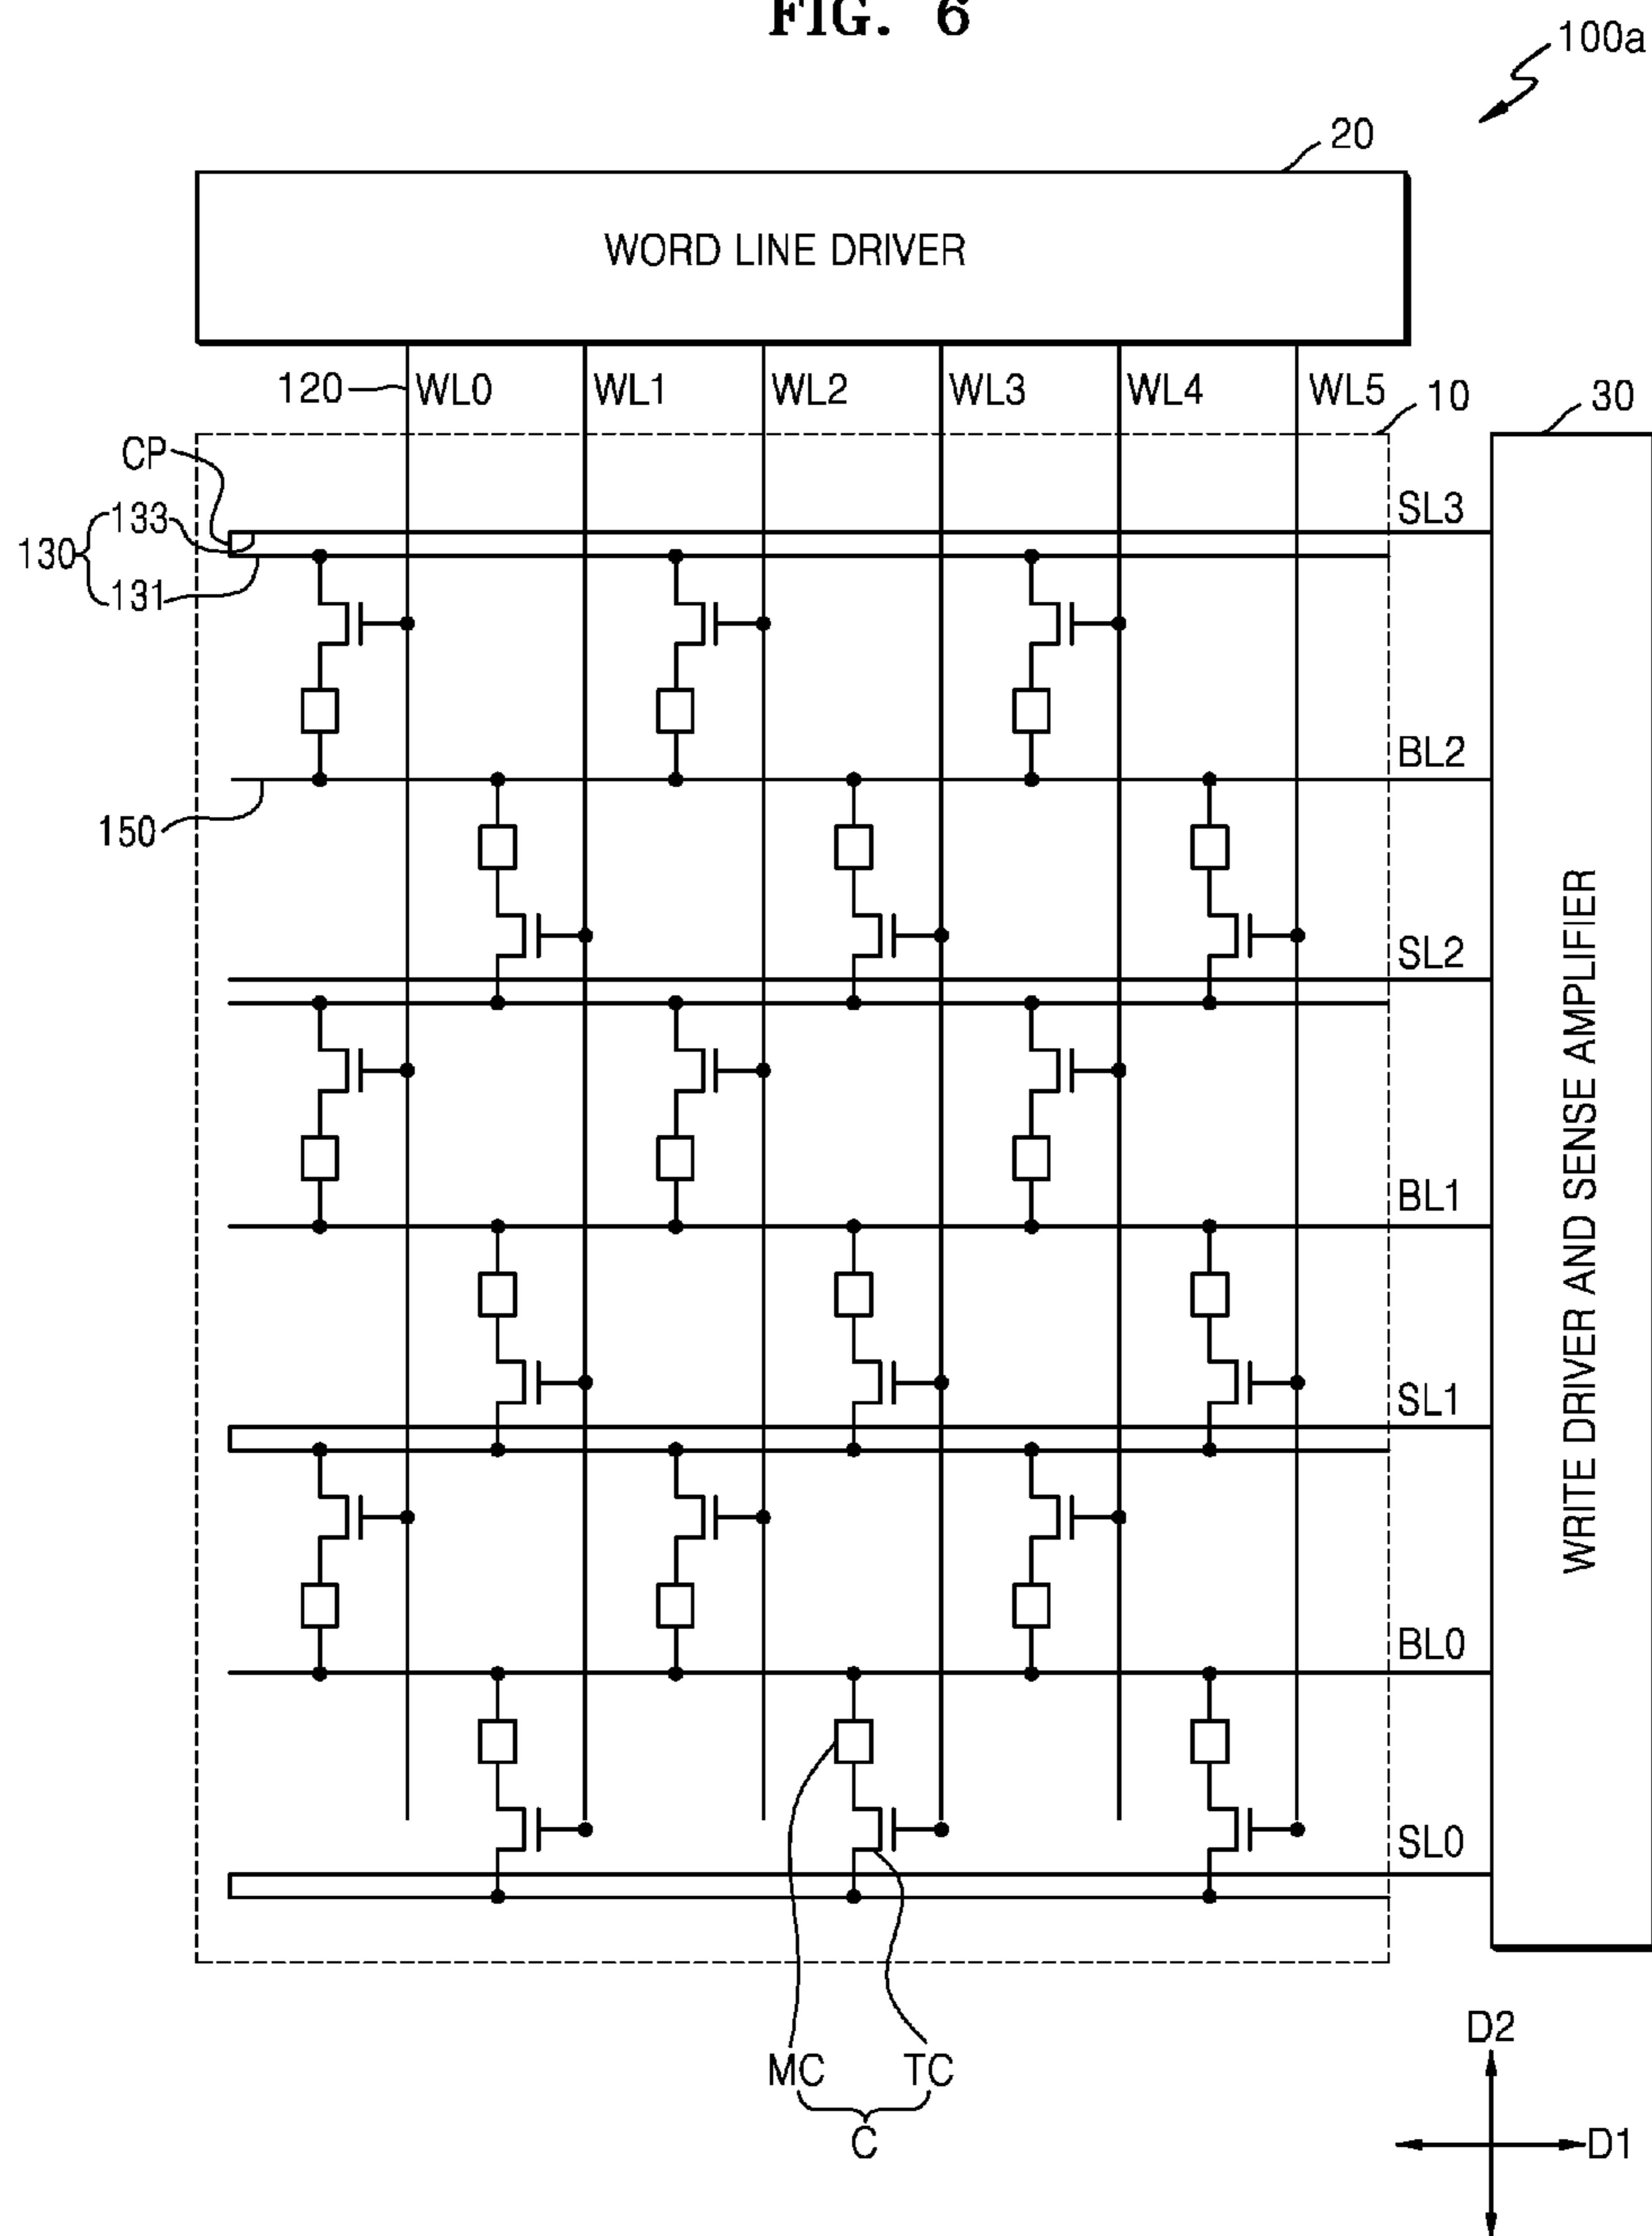 FIG. 6
100a
20
WORD LINE DRIVER
120 WL0 WL1 WL2 WL3 WL4 WL5 10 30
CP
SL3
133
130
131
BL2
150
SL2
BL1
SL1
BL0
SL0
WRITE DRIVER AND SENSE AMPLIFIER
D2
MC TC
C
D1